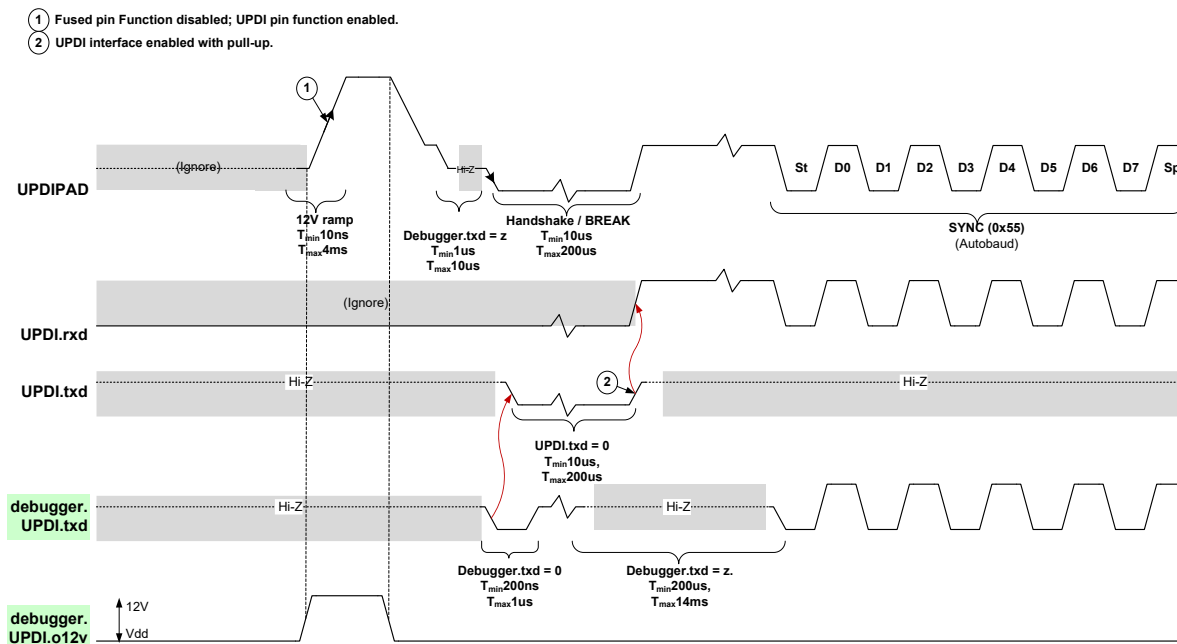 1 Fused pin Function disabled; UPDI pin function enabled.
2 UPDI interface enabled with pull-up.
1
(Ignore)
Hi-Z
UPDIPAD
St D0 D1 D2 D3 D4 D5 D6 D7 Sp
12V ramp
Tmin10ns
Tmax4ms
Debugger.txd = z
Tmin1us
Tmax10us
Handshake / BREAK
Tmin10us
Tmax200us
SYNC (0x55)
(Autobaud)
(Ignore)
UPDI.rxd
Hi-Z
2
Hi-Z
UPDI.txd
UPDI.txd = 0
Tmin10us,
Tmax200us
debugger.
UPDI.txd
Hi-Z
Hi-Z
Debugger.txd = 0
Tmin200ns
Tmax1us
Debugger.txd = z.
Tmin200us,
Tmax14ms
debugger.
UPDI.o12v
12V
Vdd